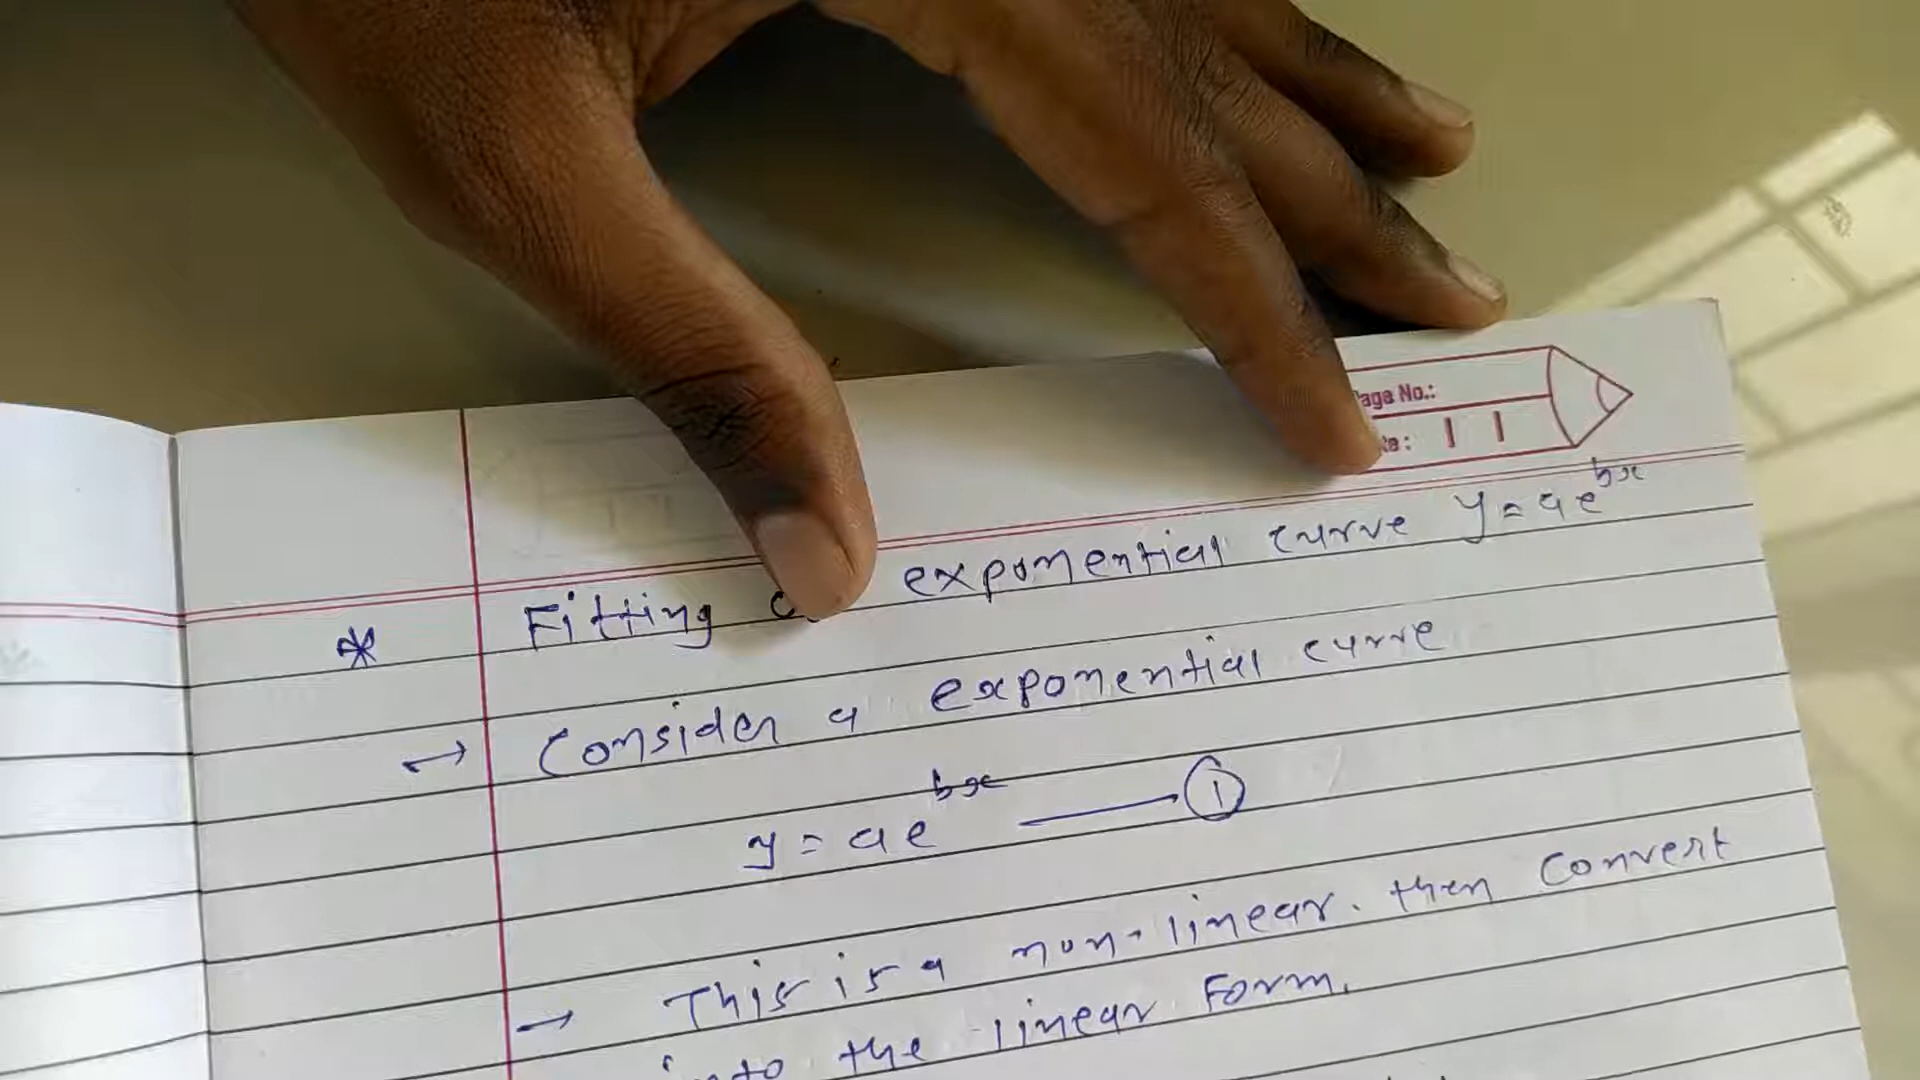 Page No.:
* Fitting a exponential curve y = ae^bx
→ Consider a exponential curve
y = ae^bx ——→ ①
→ This is a non-linear. then convert
into the linear form.